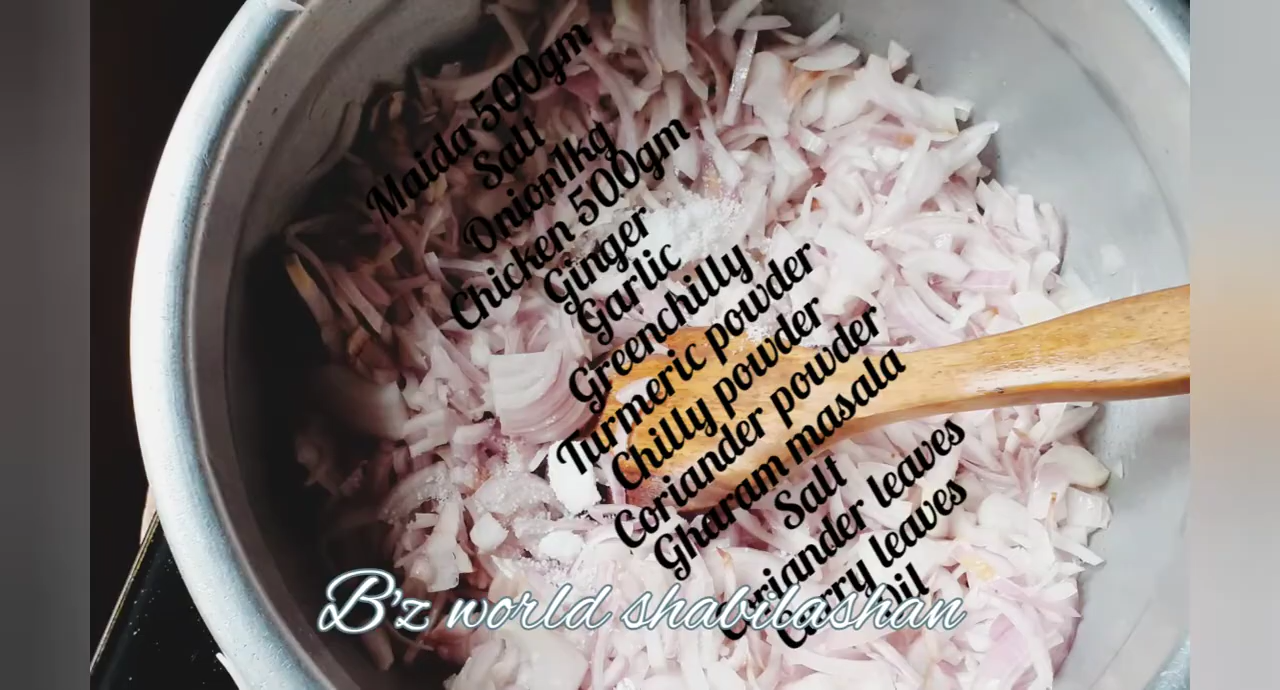 Maida 500gm
Salt
Onion1kg
Chicken 500gm
Ginger
Garlic
Greenchilly
Turmeric powder
Chilly powder
Coriander powder
Gharam masala
Salt
Coriander leaves
Curry leaves
Oil
B'z world shabilashan